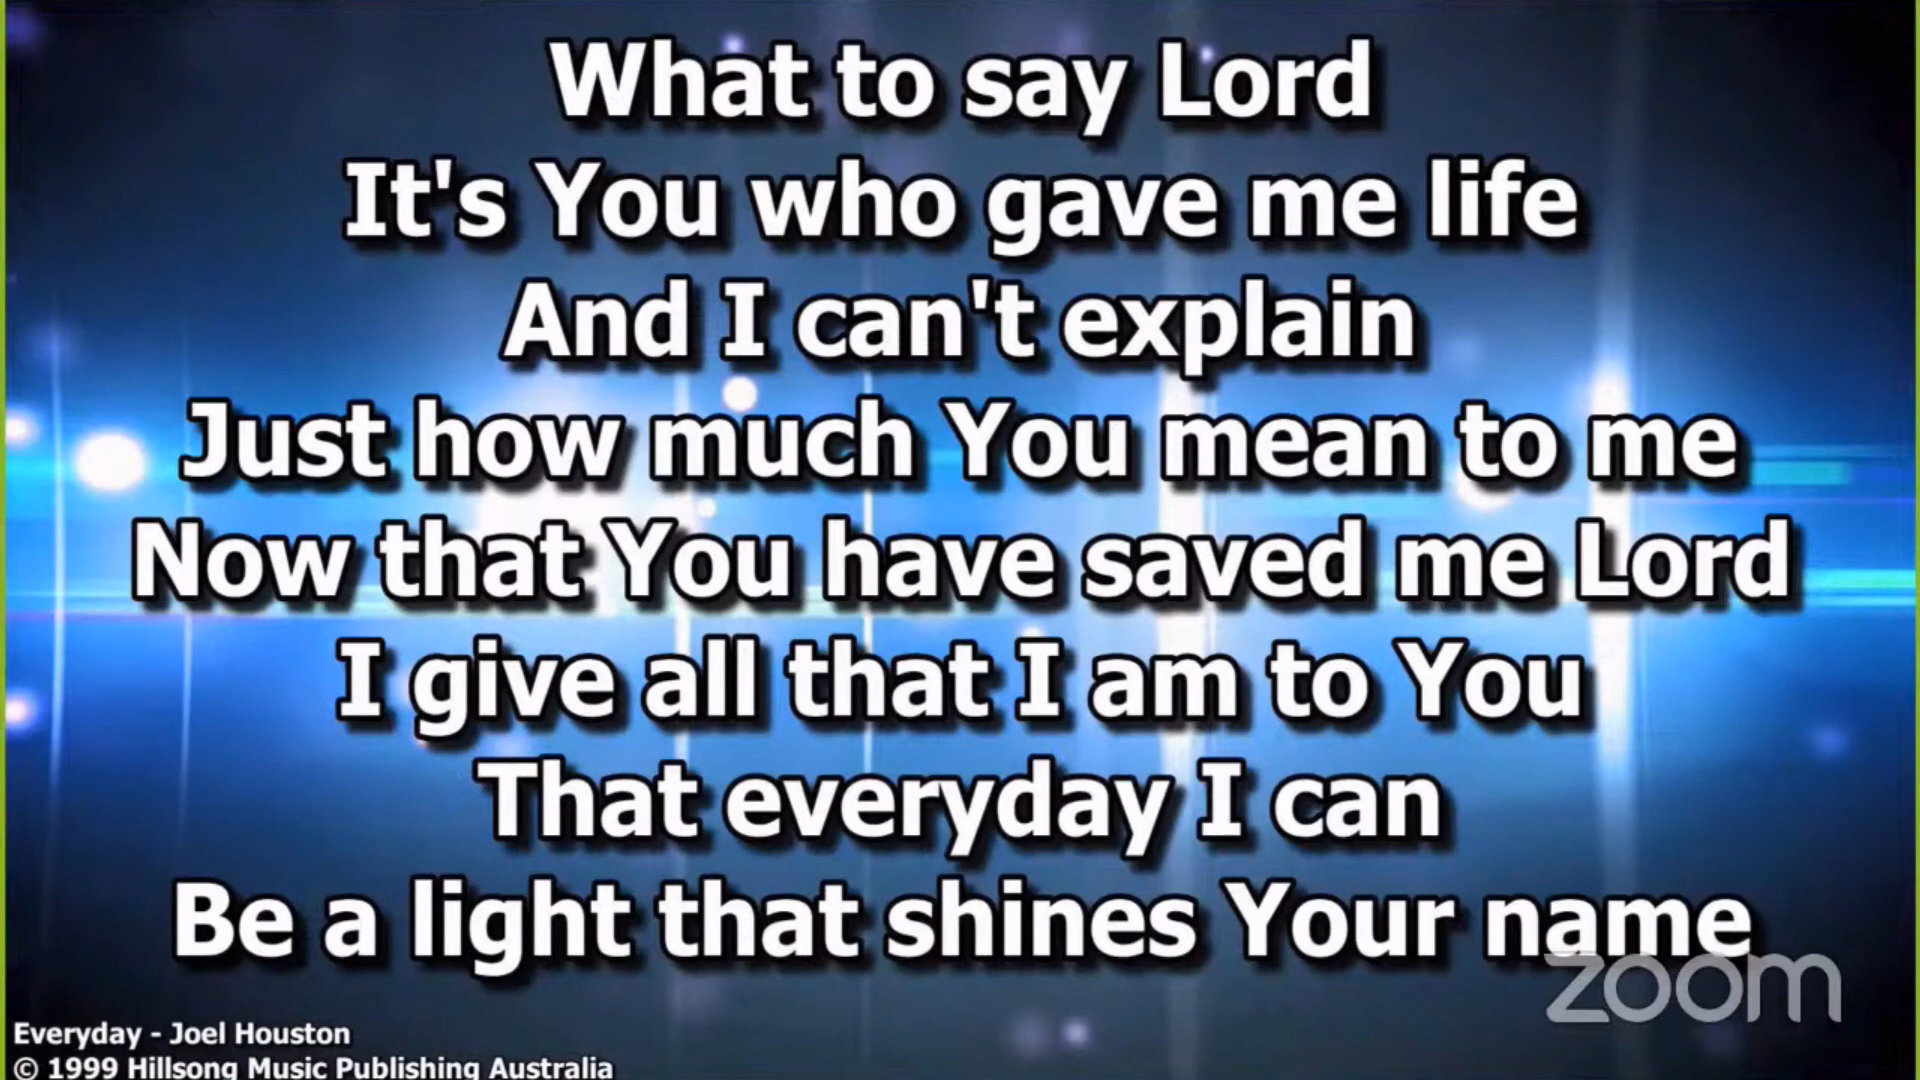 What to say Lord
It's You who gave me life
And I can't explain
Just how much You mean to me
Now that You have saved me Lord
I give all that I am to You
That everyday I can
Be a light that shines Your name
zoom
Everyday - Joel Houston
© 1999 Hillsong Music Publishing Australia